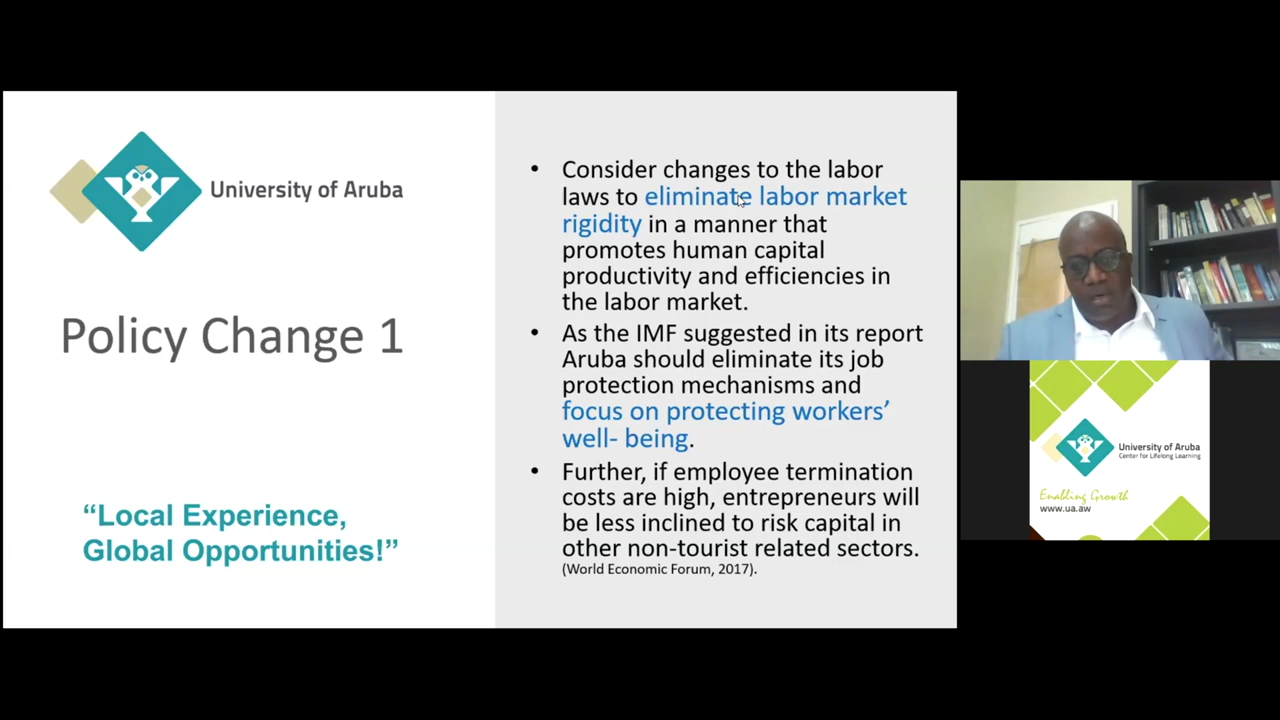 University of Aruba
Policy Change 1
“Local Experience,
Global Opportunities!”
• Consider changes to the labor
laws to eliminate labor market
rigidity in a manner that
promotes human capital
productivity and efficiencies in
the labor market.
• As the IMF suggested in its report
Aruba should eliminate its job
protection mechanisms and
focus on protecting workers’
well- being.
• Further, if employee termination
costs are high, entrepreneurs will
be less inclined to risk capital in
other non-tourist related sectors.
(World Economic Forum, 2017).
University of Aruba
Center for Lifelong Learning
Enabling Growth
www.ua.aw